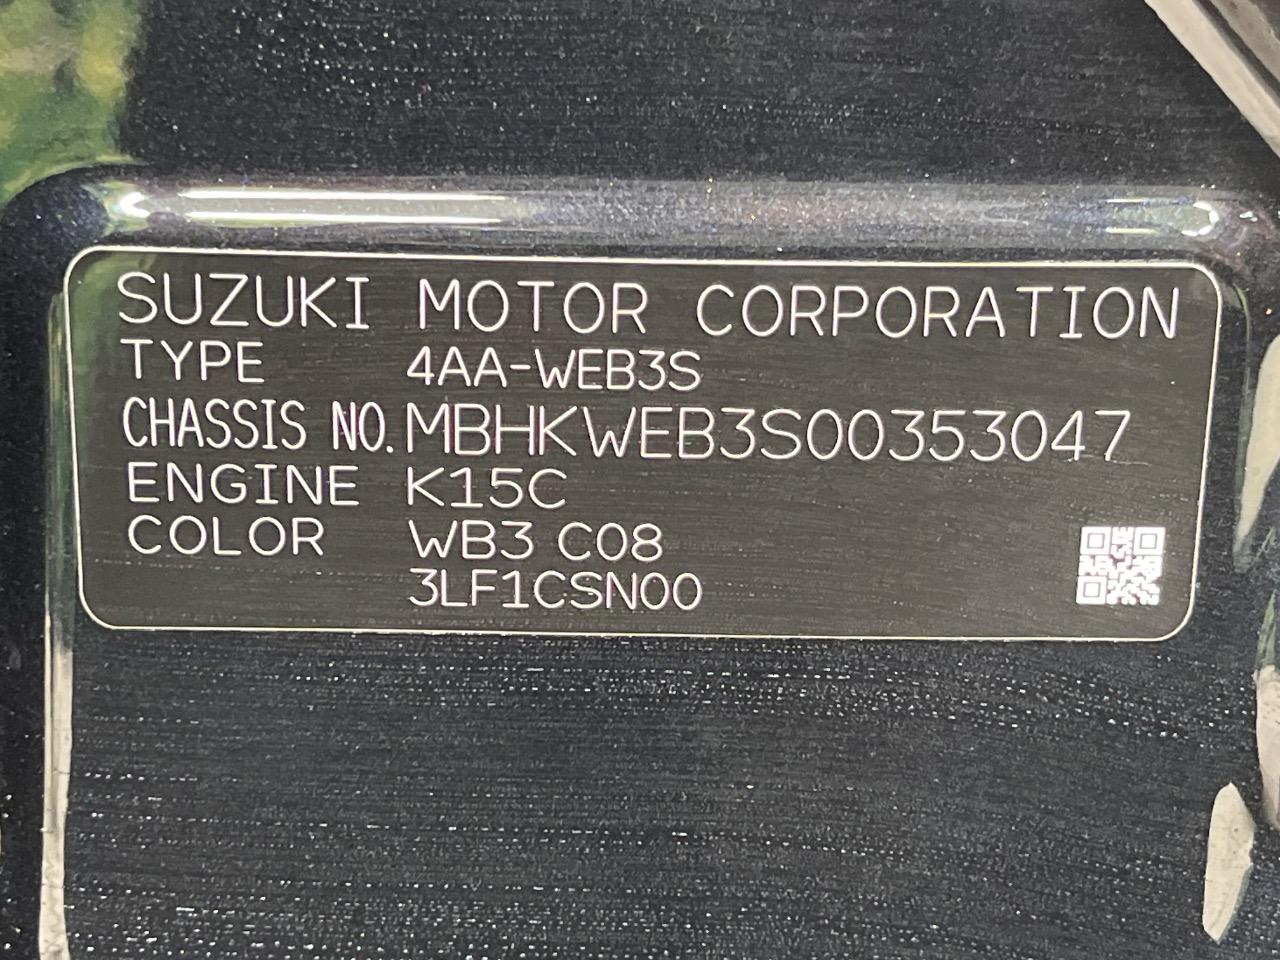 SUZUKI MOTOR CORPORATION
TYPE 4AA-WEB3S
CHASSIS NO. MBHKWEB3S00353047
ENGINE K15C
COLOR WB3 C08
3LF1CSN00